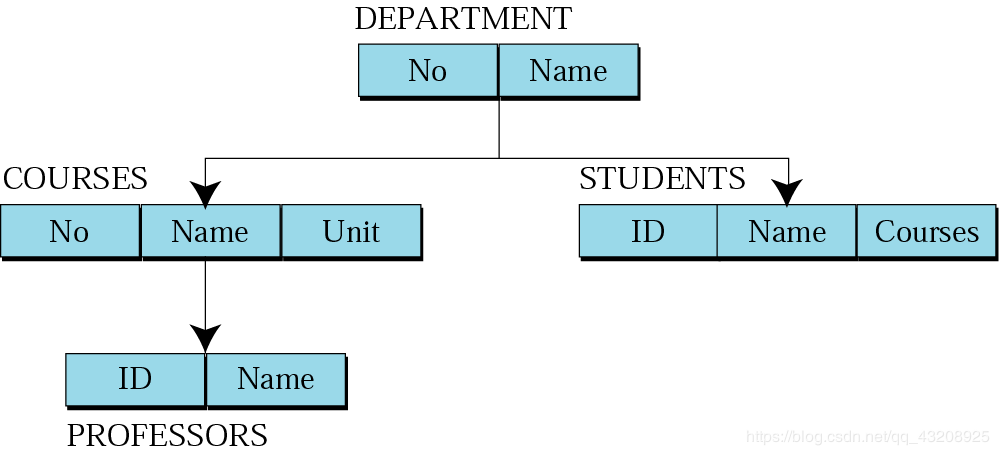 DEPARTMENT
No Name
COURSES
No Name Unit
STUDENTS
ID Name Courses
ID Name
PROFESSORS
https://blog.csdn.net/qq_43208925